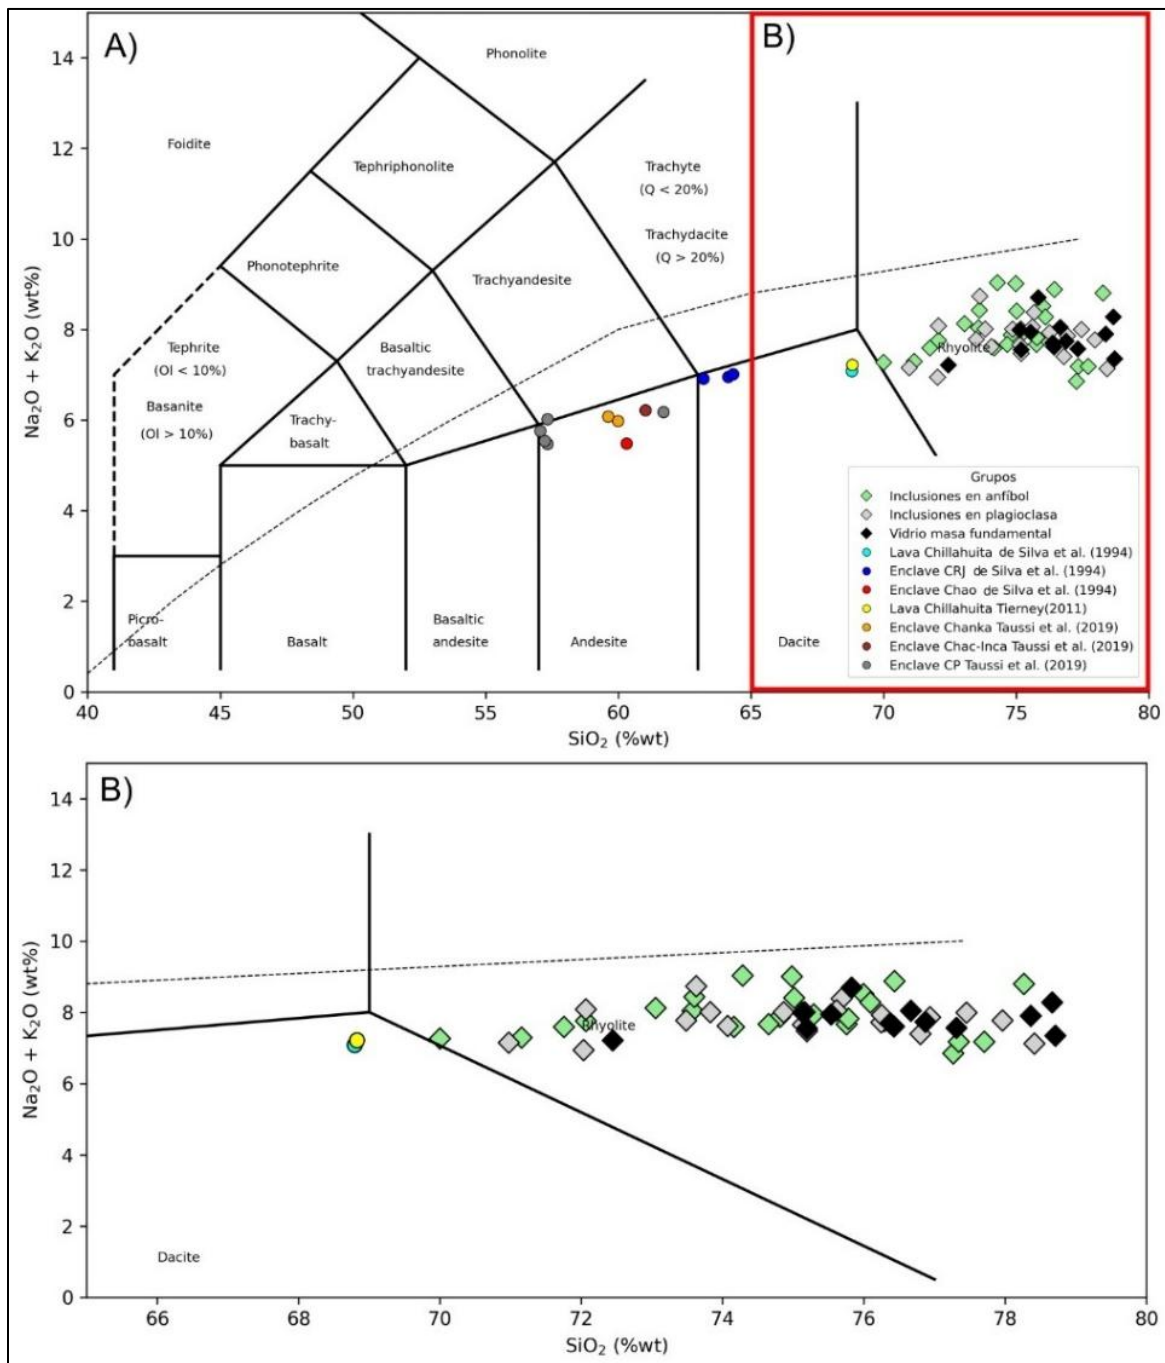 A)
B)
Phonolite
Foidite
Tephriphonolite
Trachyte
(Q < 20%)
Trachydacite
(Q > 20%)
Phonotephrite
Trachyandesite
Tephrite
(Ol < 10%)
Basanite
(Ol > 10%)
Basaltic
trachyandesite
Trachy-
basalt
Rhyolite
Picro-
basalt
Basalt
Basaltic
andesite
Andesite
Dacite
Grupos
Inclusiones en anfíbol
Inclusiones en plagioclasa
Vidrio masa fundamental
Lava Chillahuita de Silva et al. (1994)
Enclave CRJ de Silva et al. (1994)
Enclave Chao de Silva et al. (1994)
Lava Chillahuita Tierney(2011)
Enclave Chanka Taussi et al. (2019)
Enclave Chac-Inca Taussi et al. (2019)
Enclave CP Taussi et al. (2019)
Na₂O + K₂O (wt%)
14
12
10
8
6
4
2
0
40 45 50 55 60 65 70 75 80
SiO₂ (%wt)
B)
Na₂O + K₂O (wt%)
14
12
10
8
6
4
2
0
Rhyolite
Dacite
66 68 70 72 74 76 78 80
SiO₂ (%wt)